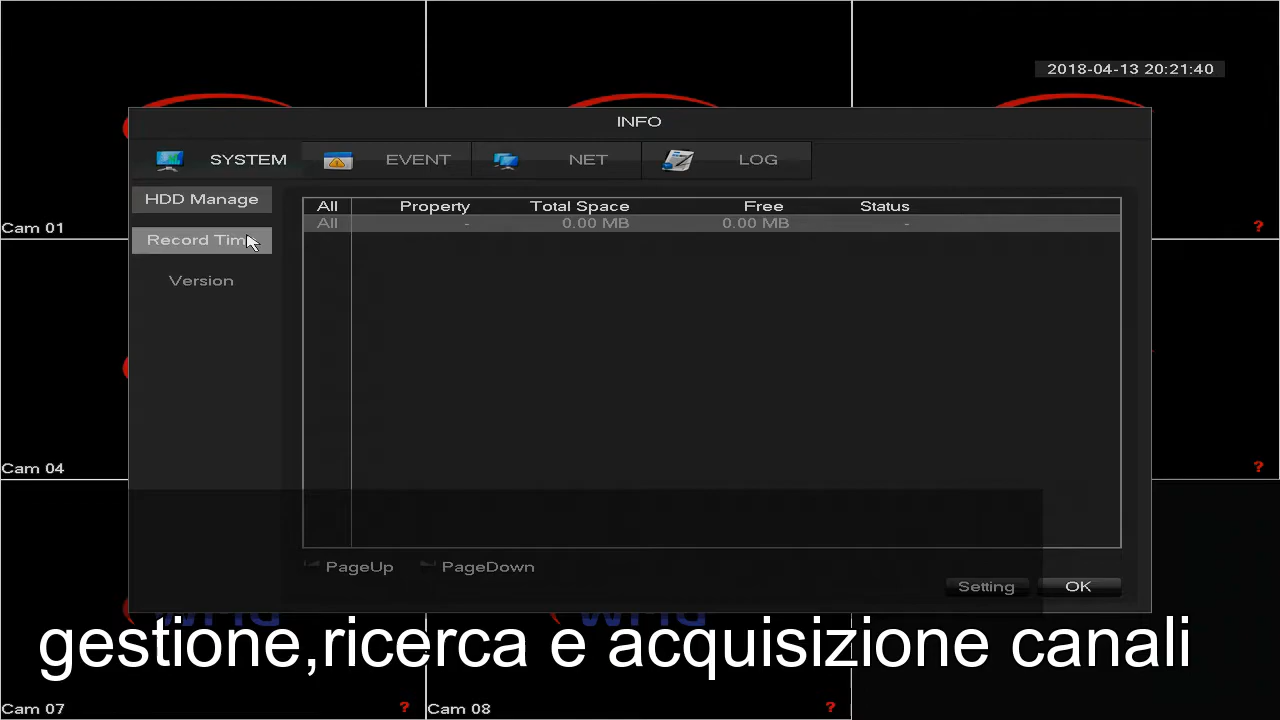 2018-04-13 20:21:40
INFO
SYSTEM EVENT NET LOG
HDD Manage
Record Time
Version
All Property Total Space Free Status
All - 0.00 MB 0.00 MB -
Cam 01 ?
Cam 04 ?
PageUp PageDown
Setting OK
gestione,ricerca e acquisizione canali
Cam 07 ? Cam 08 ?